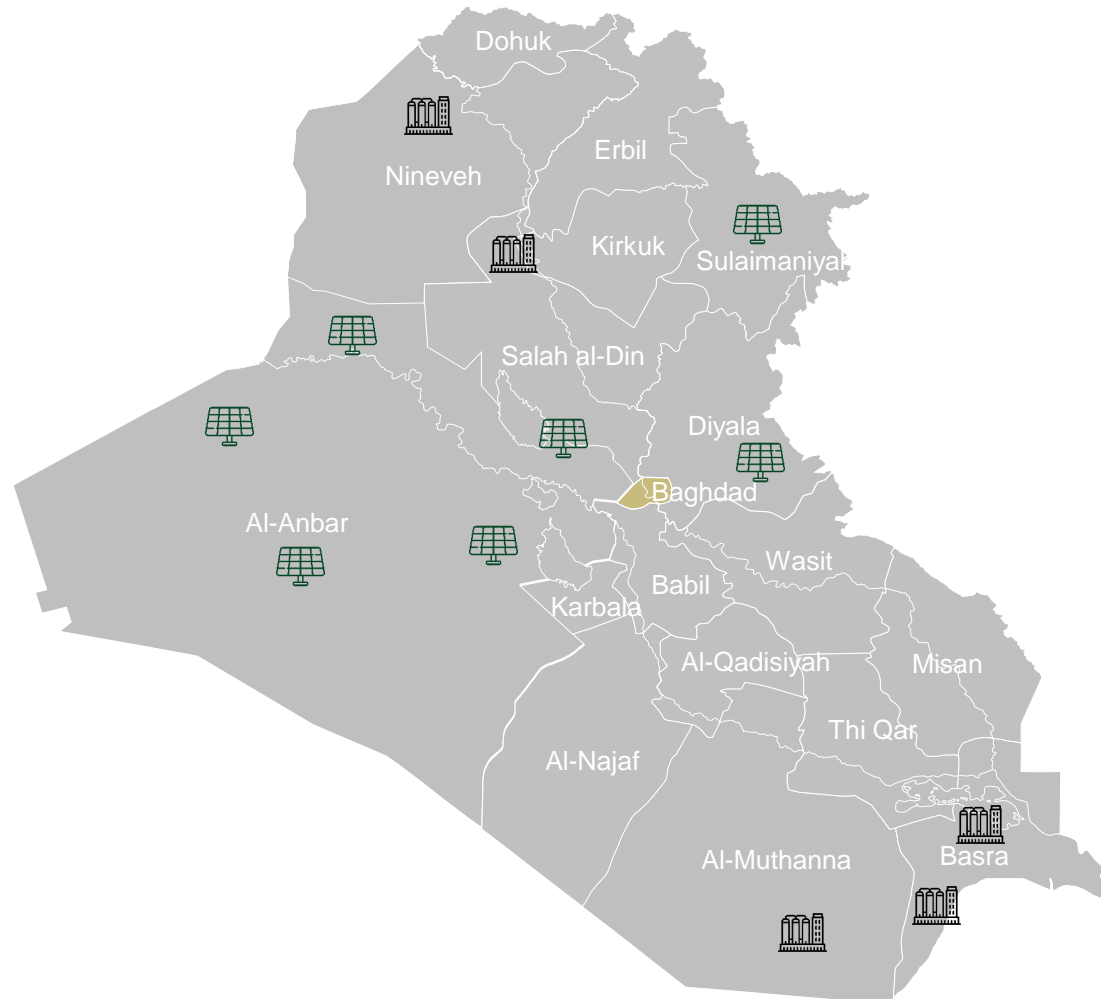 Dohuk
Erbil
Nineveh
Kirkuk
Sulaimaniyah
Salah al-Din
Diyala
Baghdad
Al-Anbar
Wasit
Babil
Karbala
Al-Qadisiyah
Misan
Thi Qar
Al-Najaf
Al-Muthanna
Basra